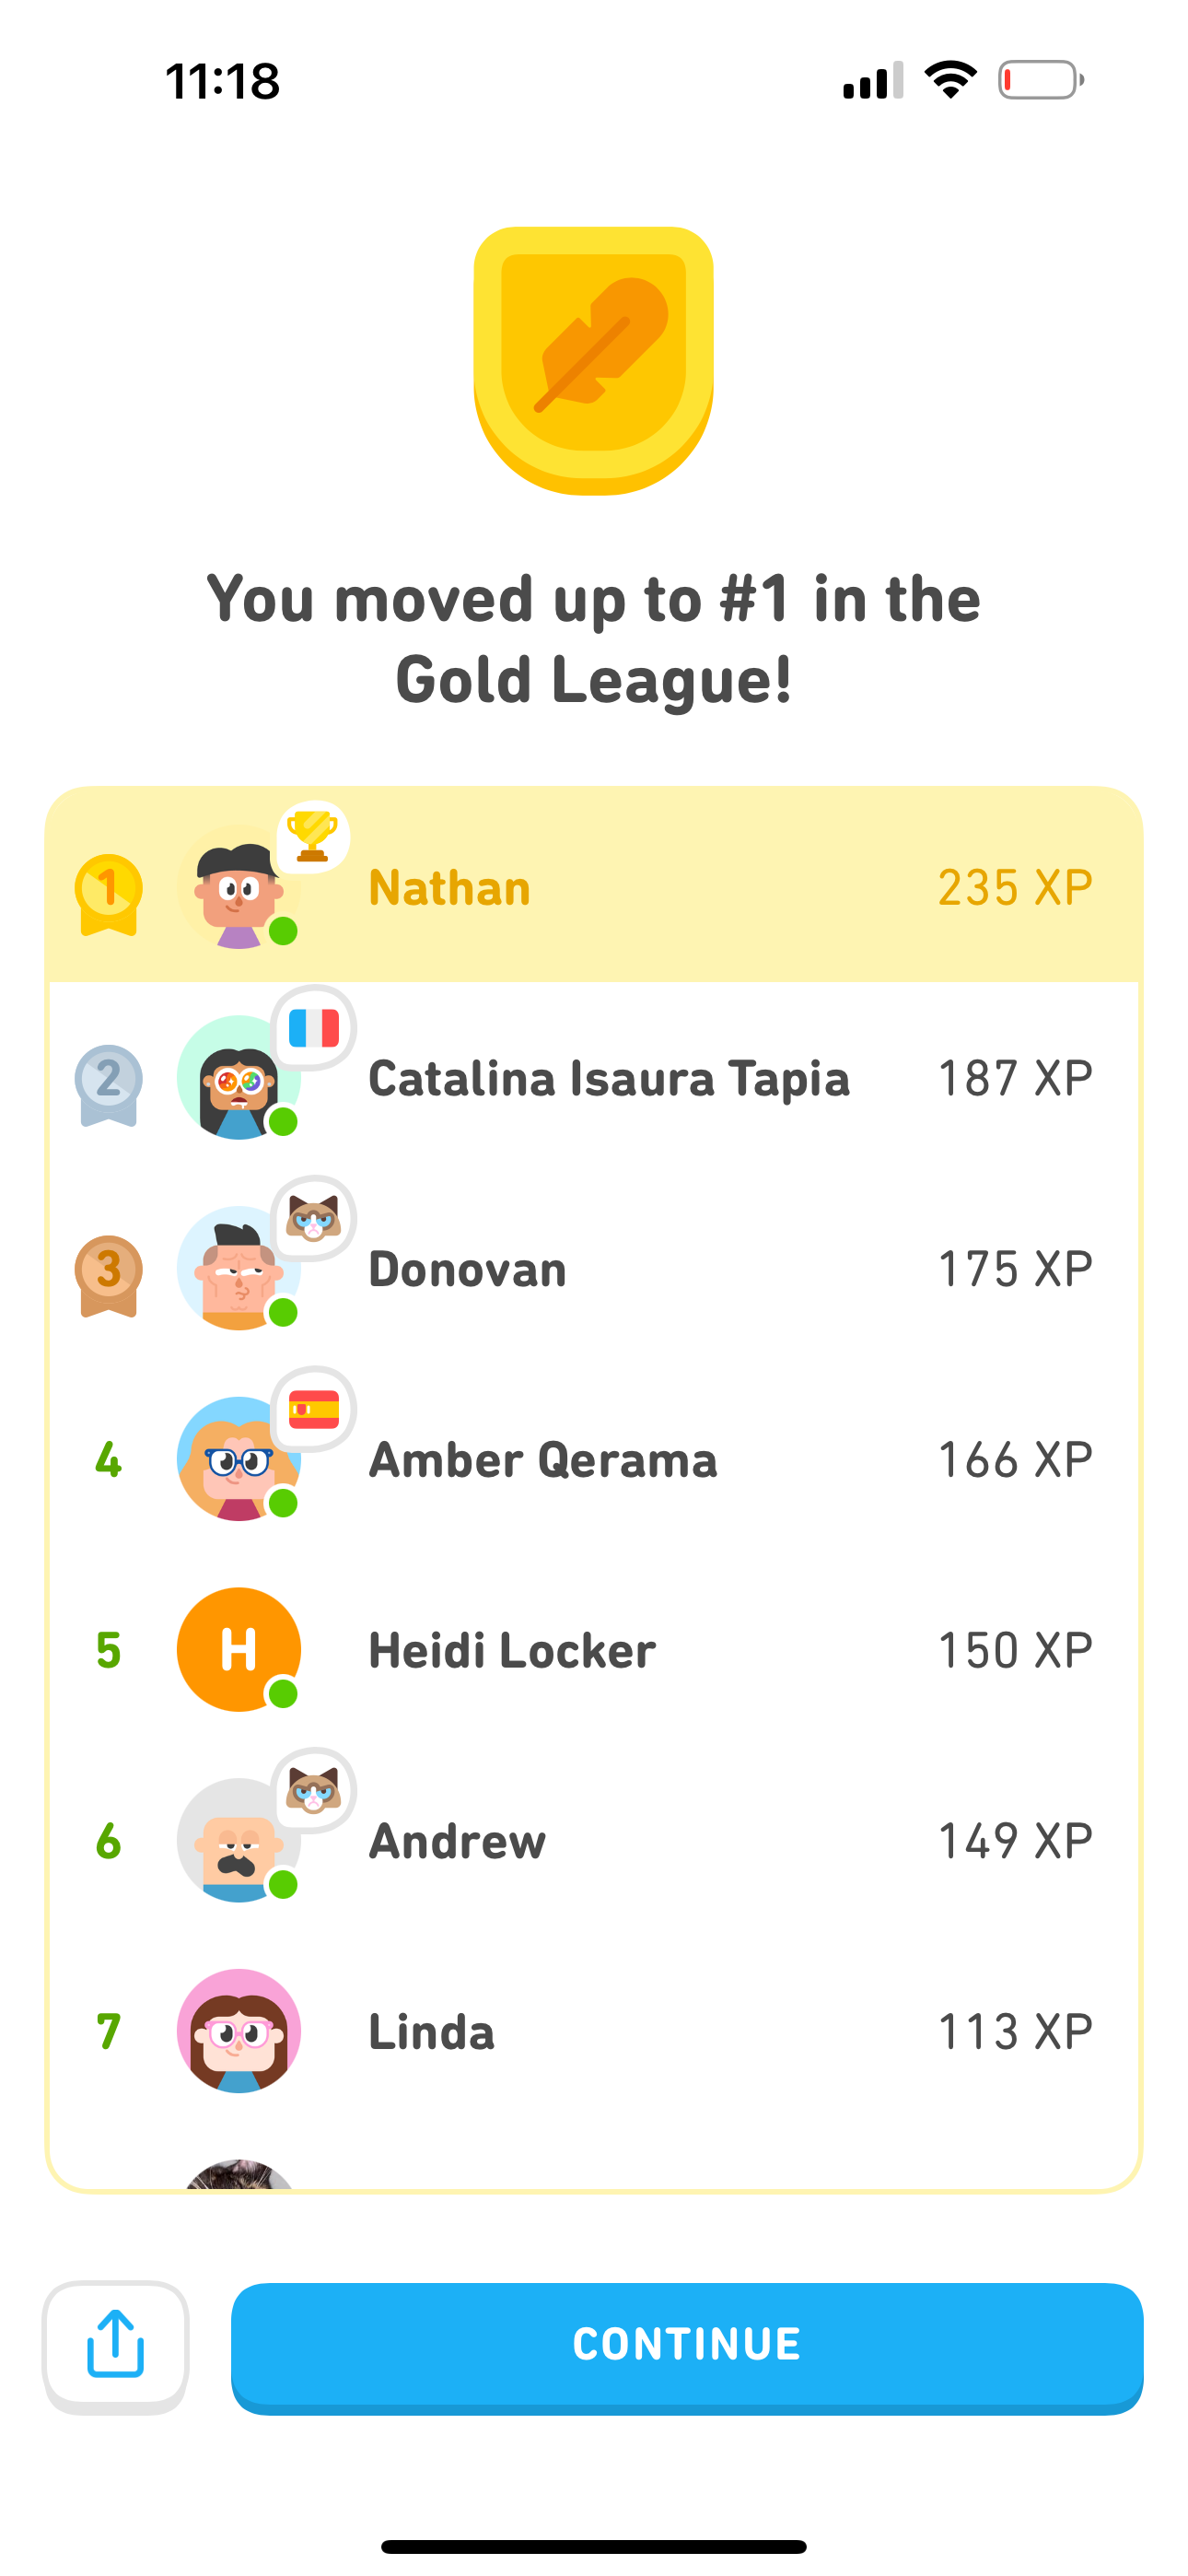 11:18
You moved up to #1 in the
Gold League!
1 Nathan 235 XP
2 Catalina Isaura Tapia 187 XP
3 Donovan 175 XP
4 Amber Qerama 166 XP
5 H Heidi Locker 150 XP
6 Andrew 149 XP
7 Linda 113 XP
CONTINUE